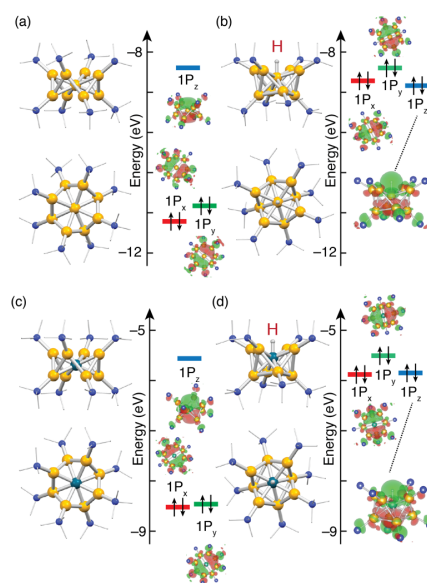 (a)
−8
1Pz
Energy (eV)
1Px
1Py
−12
(b)
H
−8
1Px
1Py
1Pz
Energy (eV)
−12
(c)
−5
1Pz
Energy (eV)
1Px
1Py
−9
(d)
H
−5
1Px
1Py
1Pz
Energy (eV)
−9